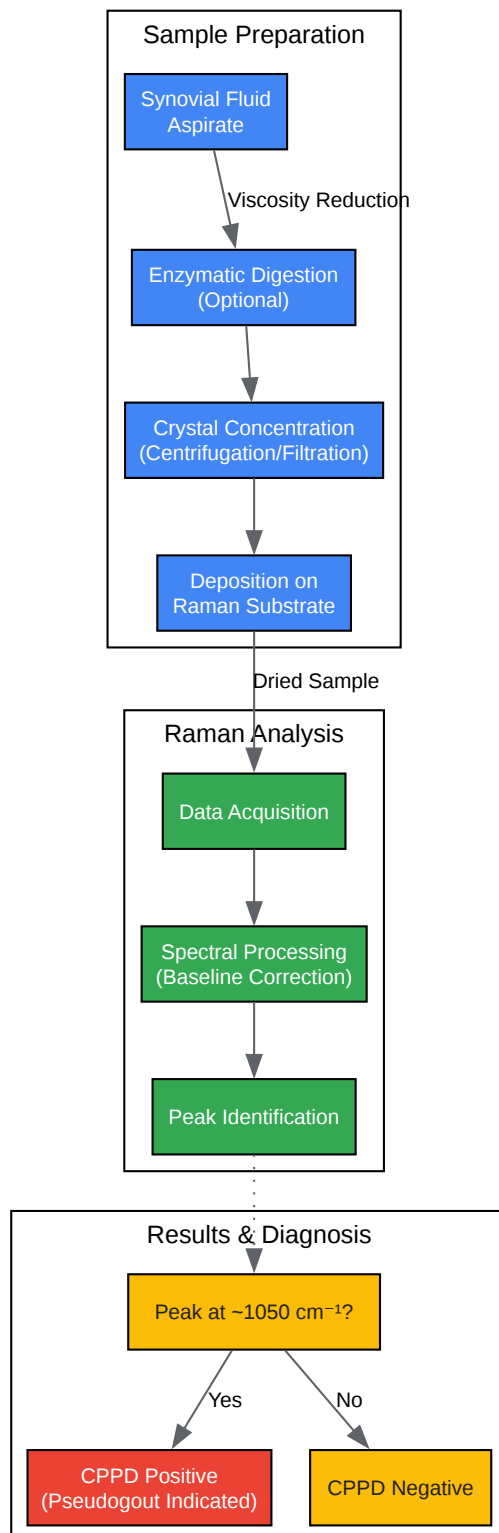 Sample Preparation
Synovial Fluid
Aspirate
Viscosity Reduction
Enzymatic Digestion
(Optional)
Crystal Concentration
(Centrifugation/Filtration)
Deposition on
Raman Substrate
Dried Sample
Raman Analysis
Data Acquisition
Spectral Processing
(Baseline Correction)
Peak Identification
Results & Diagnosis
Peak at ~1050 cm⁻¹?
Yes
No
CPPD Positive
(Pseudogout Indicated)
CPPD Negative